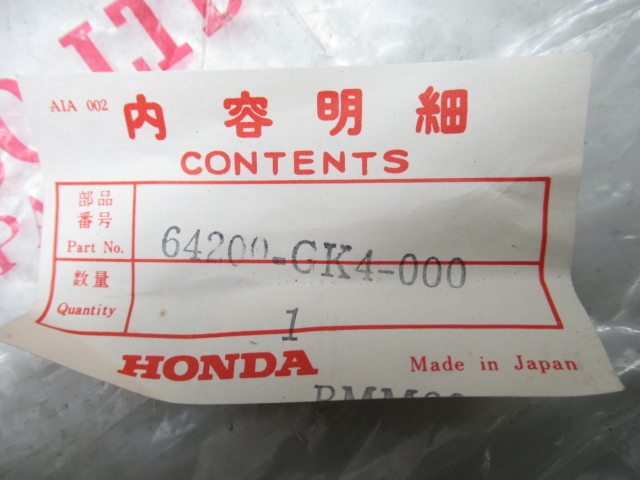 AIA 002
内容明細
CONTENTS
部品
番号
Part No.
64200-GK4-000
数量
Quantity
1
HONDA
Made in Japan